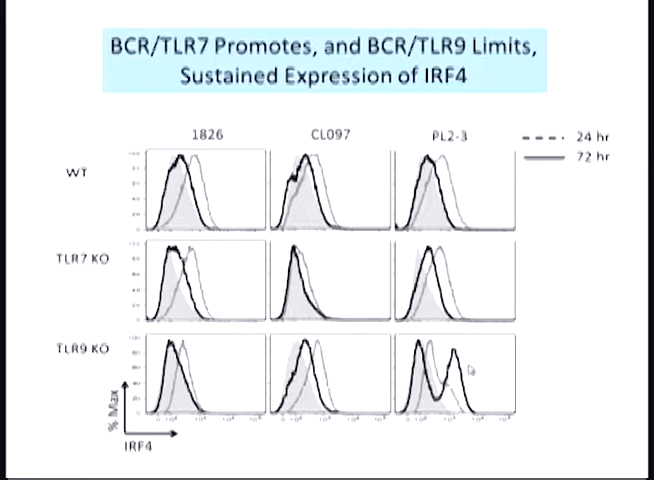 BCR/TLR7 Promotes, and BCR/TLR9 Limits,
Sustained Expression of IRF4
1826
CL097
PL2-3
24 hr
72 hr
WT
TLR7 KO
TLR9 KO
% Max
IRF4